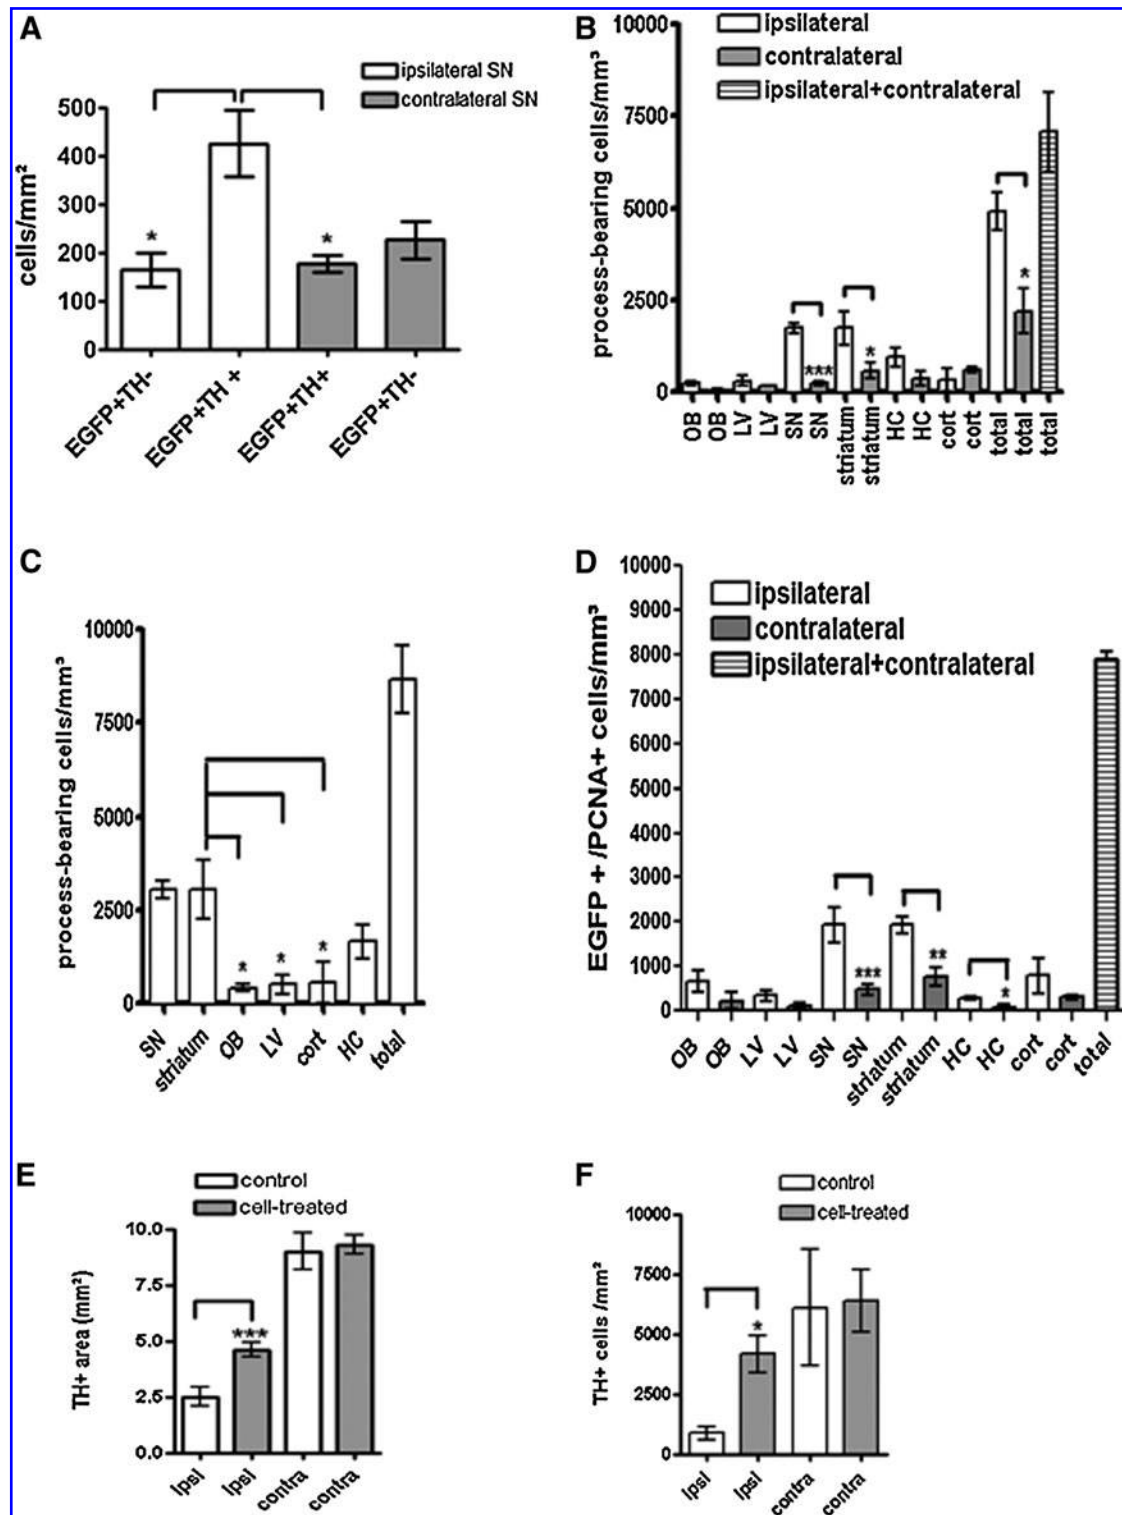 A
ipsilateral SN
contralateral SN
cells/mm²
500
400
300
200
100
0
*
*
EGFP+TH-
EGFP+TH +
EGFP+TH+
EGFP+TH-
B
ipsilateral
contralateral
ipsilateral+contralateral
process-bearing cells/mm³
10000
7500
5000
2500
0
***
*
*
OB
OB
LV
LV
SN
SN
striatum
striatum
HC
HC
cort
cort
total
total
total
C
process-bearing cells/mm³
10000
7500
5000
2500
0
*
*
*
SN
striatum
OB
LV
cort
HC
total
D
ipsilateral
contralateral
ipsilateral+contralateral
EGFP + /PCNA+ cells/mm³
10000
9000
8000
7000
6000
5000
4000
3000
2000
1000
0
***
**
*
OB
OB
LV
LV
SN
SN
striatum
striatum
HC
HC
cort
cort
total
E
control
cell-treated
TH+ area (mm²)
10.0
7.5
5.0
2.5
0.0
***
Ipsi
Ipsi
contra
contra
F
control
cell-treated
TH+ cells /mm²
10000
7500
5000
2500
0
*
Ipsi
Ipsi
contra
contra